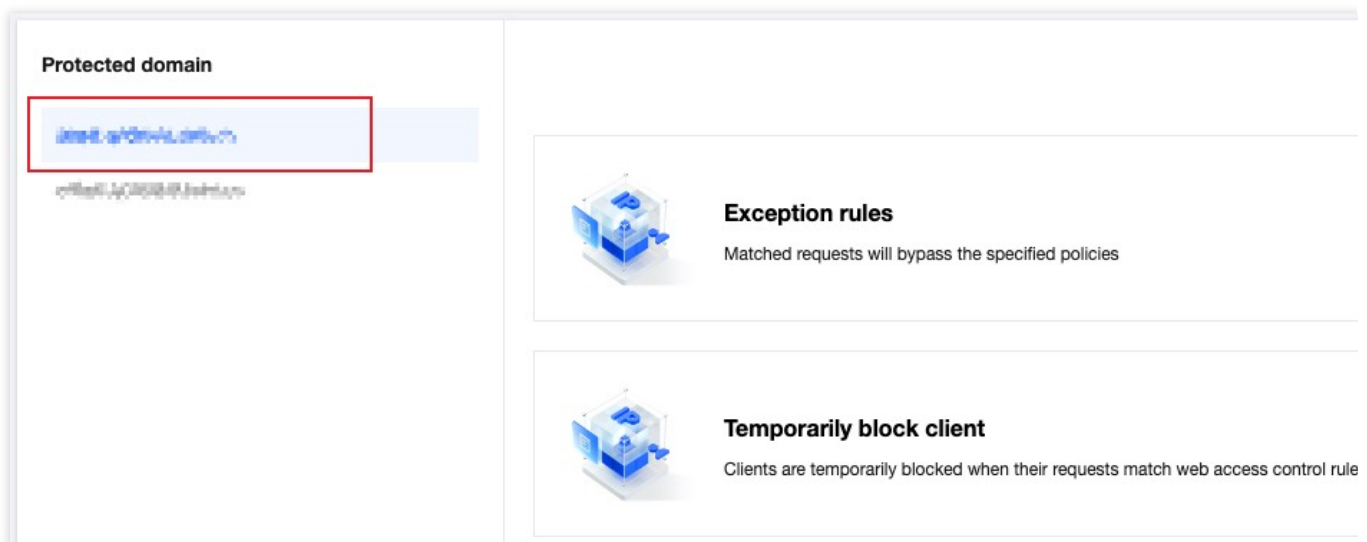 Protected domain
Exception rules
Matched requests will bypass the specified policies
Temporarily block client
Clients are temporarily blocked when their requests match web access control rule